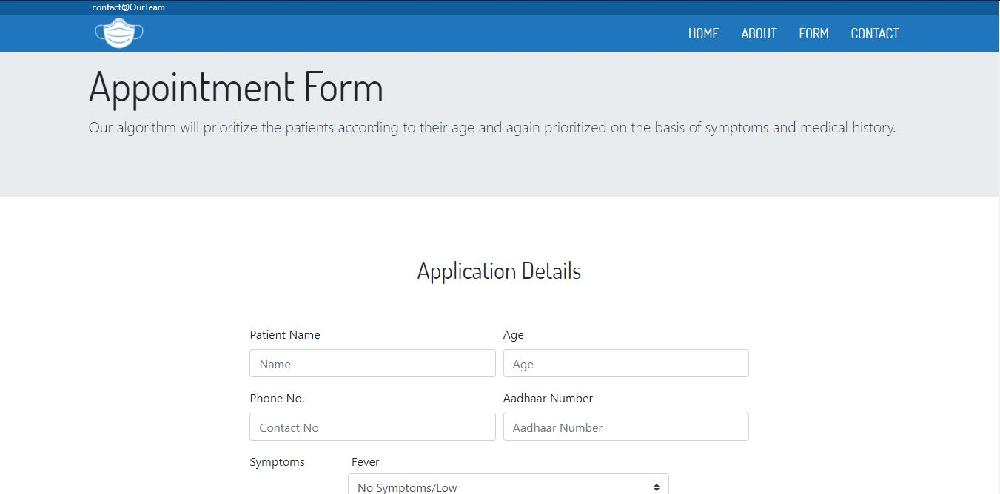 contact@OurTeam
HOME ABOUT FORM CONTACT
Appointment Form
Our algorithm will prioritize the patients according to their age and again prioritized on the basis of symptoms and medical history.
Application Details
Patient Name Age
Name Age
Phone No. Aadhaar Number
Contact No Aadhaar Number
Symptoms Fever
No Symptoms/Low